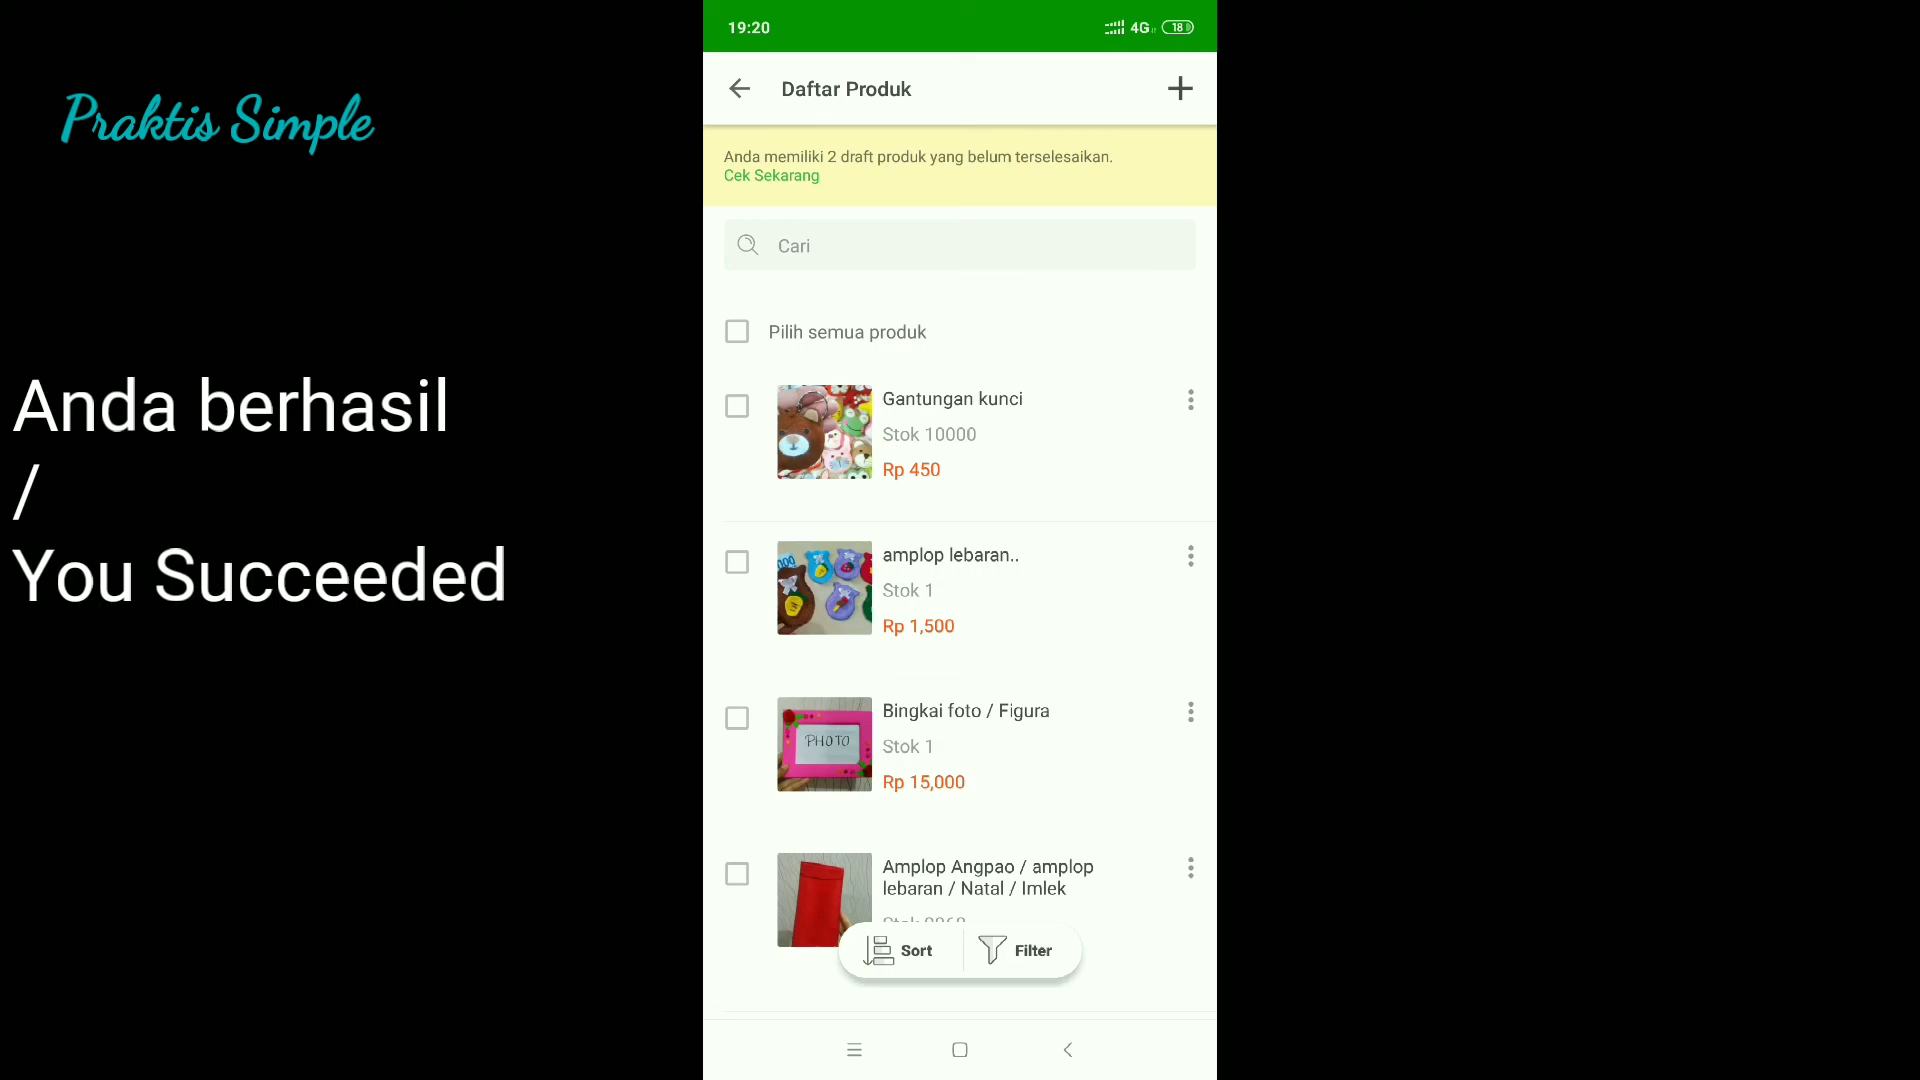 Praktis Simple
Anda berhasil
/
You Succeeded
19:20
4G
18
Daftar Produk
Anda memiliki 2 draft produk yang belum terselesaikan.
Cek Sekarang
Cari
Pilih semua produk
Gantungan kunci
Stok 10000
Rp 450
amplop lebaran..
Stok 1
Rp 1,500
PHOTO
Bingkai foto / Figura
Stok 1
Rp 15,000
Amplop Angpao / amplop
lebaran / Natal / Imlek
Sort
Filter